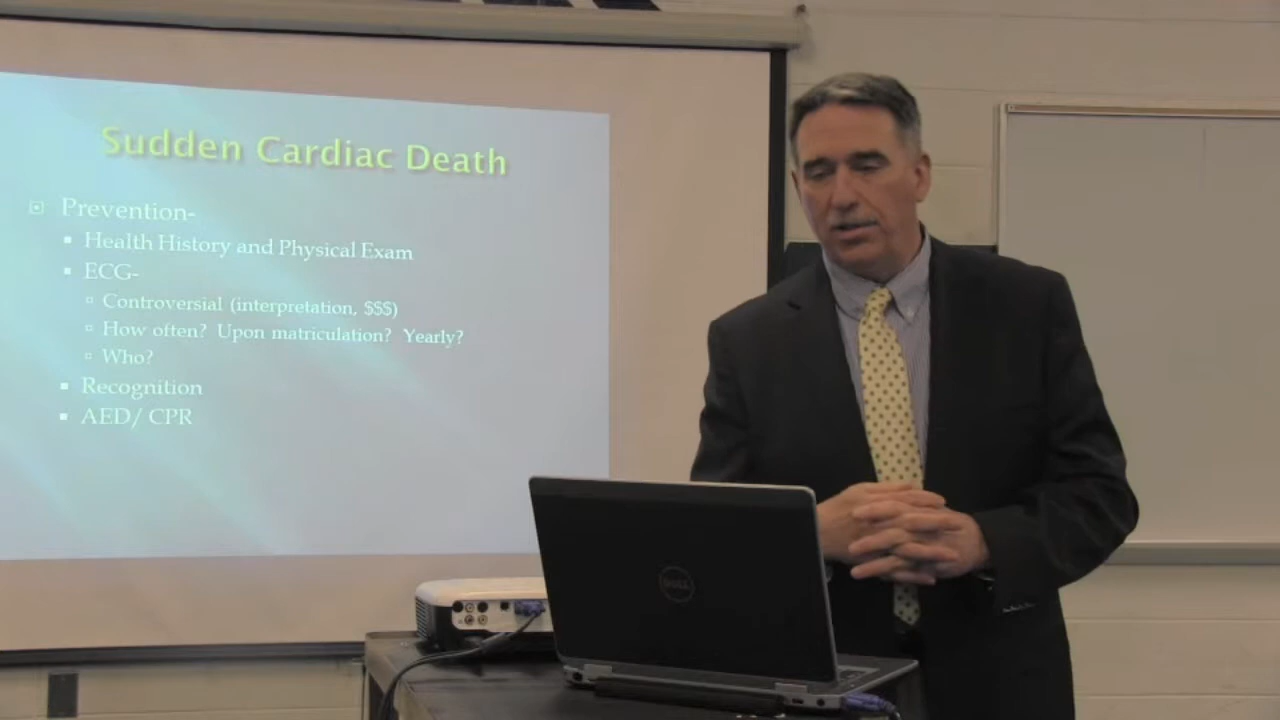 Sudden Cardiac Death
Prevention-
Health History and Physical Exam
ECG-
Controversial (interpretation, $$$)
How often? Upon matriculation? Yearly?
Who?
Recognition
AED/ CPR
DELL